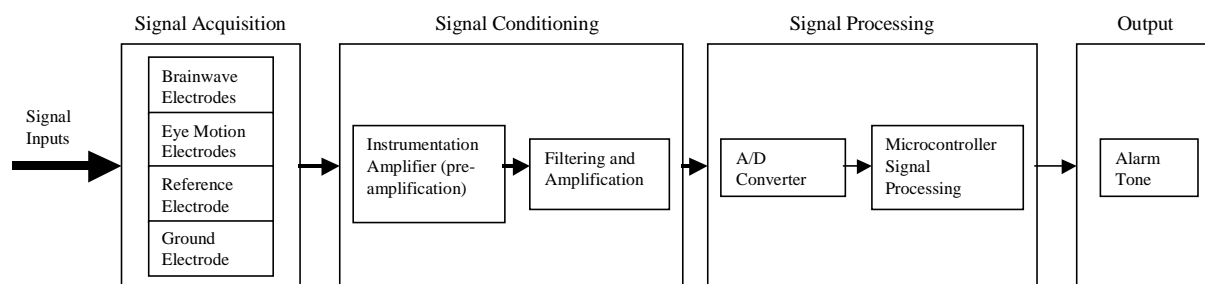 Signal Acquisition
Signal Conditioning
Signal Processing
Output
Signal
Inputs
Brainwave
Electrodes
Eye Motion
Electrodes
Reference
Electrode
Ground
Electrode
Instrumentation
Amplifier (pre-
amplification)
Filtering and
Amplification
A/D
Converter
Microcontroller
Signal
Processing
Alarm
Tone